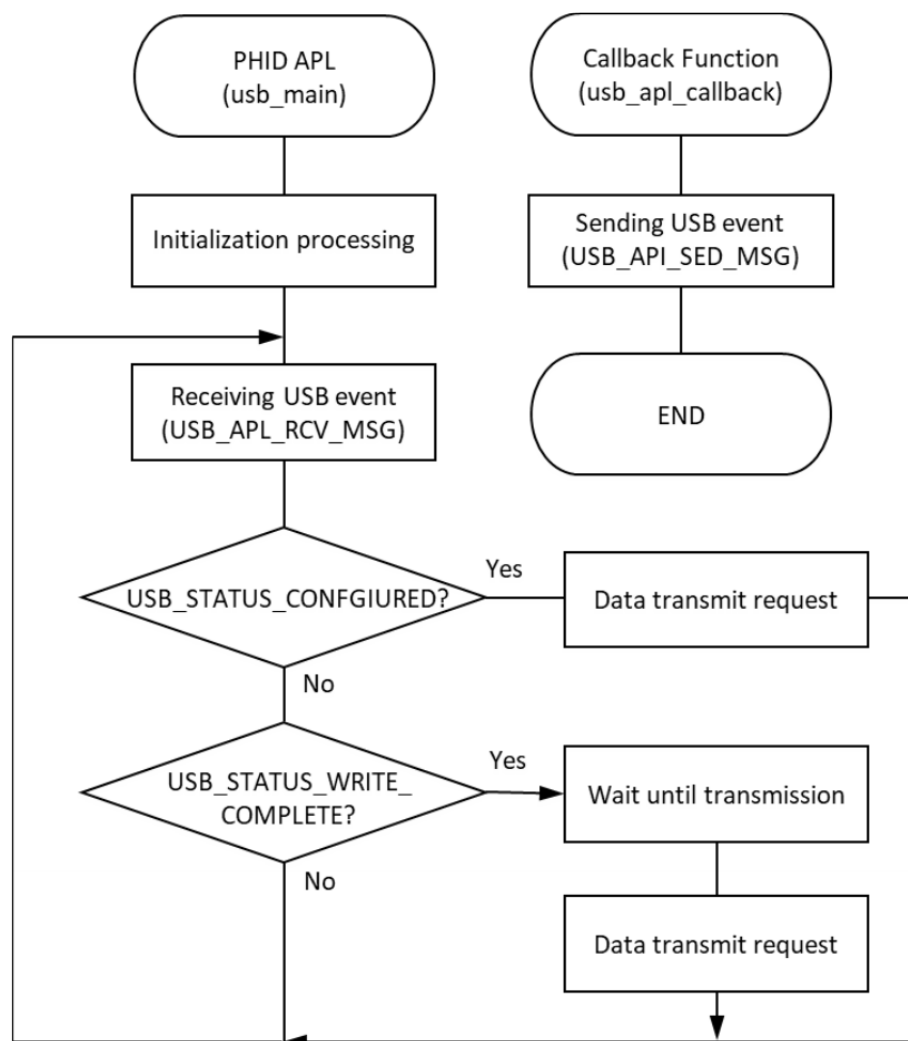 PHID APL
(usb_main)
Callback Function
(usb_apl_callback)
Initialization processing
Sending USB event
(USB_API_SED_MSG)
Receiving USB event
(USB_APL_RCV_MSG)
END
USB_STATUS_CONFGIURED?
Yes
Data transmit request
No
USB_STATUS_WRITE_
COMPLETE?
Yes
Wait until transmission
No
Data transmit request